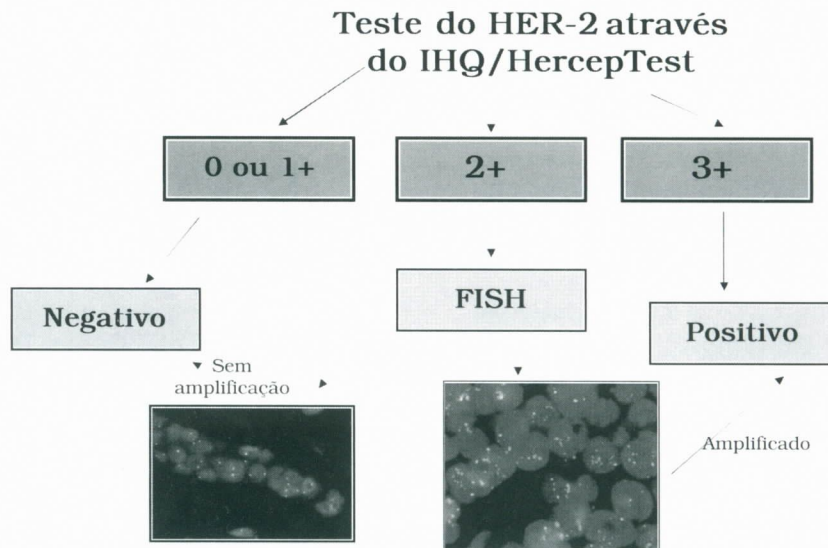 Teste do HER-2 através
do IHQ/HercepTest
0 ou 1+
2+
3+
Negativo
FISH
Positivo
Sem
amplificação
Amplificado